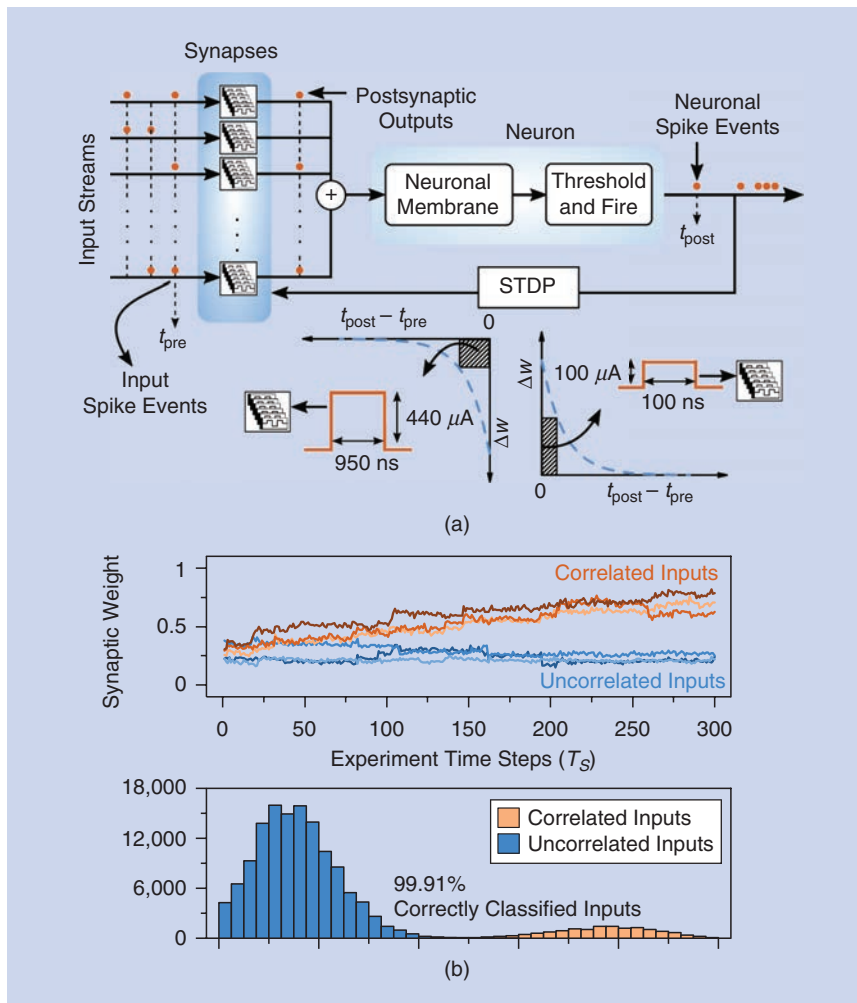 Synapses
Input Streams
Postsynaptic
Outputs
Neuron
Neuronal
Spike Events
+
Neuronal
Membrane
Threshold
and Fire
t_post
STDP
t_pre
Input
Spike Events
t_post – t_pre
0
440 μA
950 ns
Δw
Δw
100 μA
100 ns
0
t_post – t_pre
(a)
Synaptic Weight
1
0.5
0
Correlated Inputs
Uncorrelated Inputs
0 50 100 150 200 250 300
Experiment Time Steps (T_S)
18,000
12,000
6,000
0
Correlated Inputs
Uncorrelated Inputs
99.91%
Correctly Classified Inputs
(b)